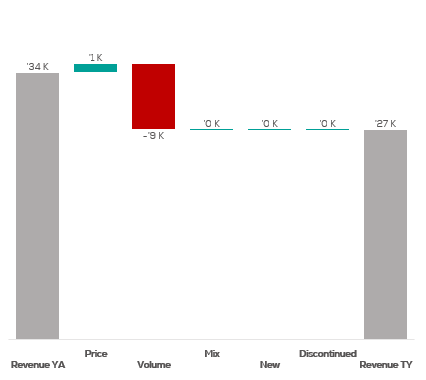 '1 K
'34 K
'0 K
'0 K
'0 K
'27 K
-'9 K
Price
Mix
Discontinued
Revenue YA
Volume
New
Revenue TY